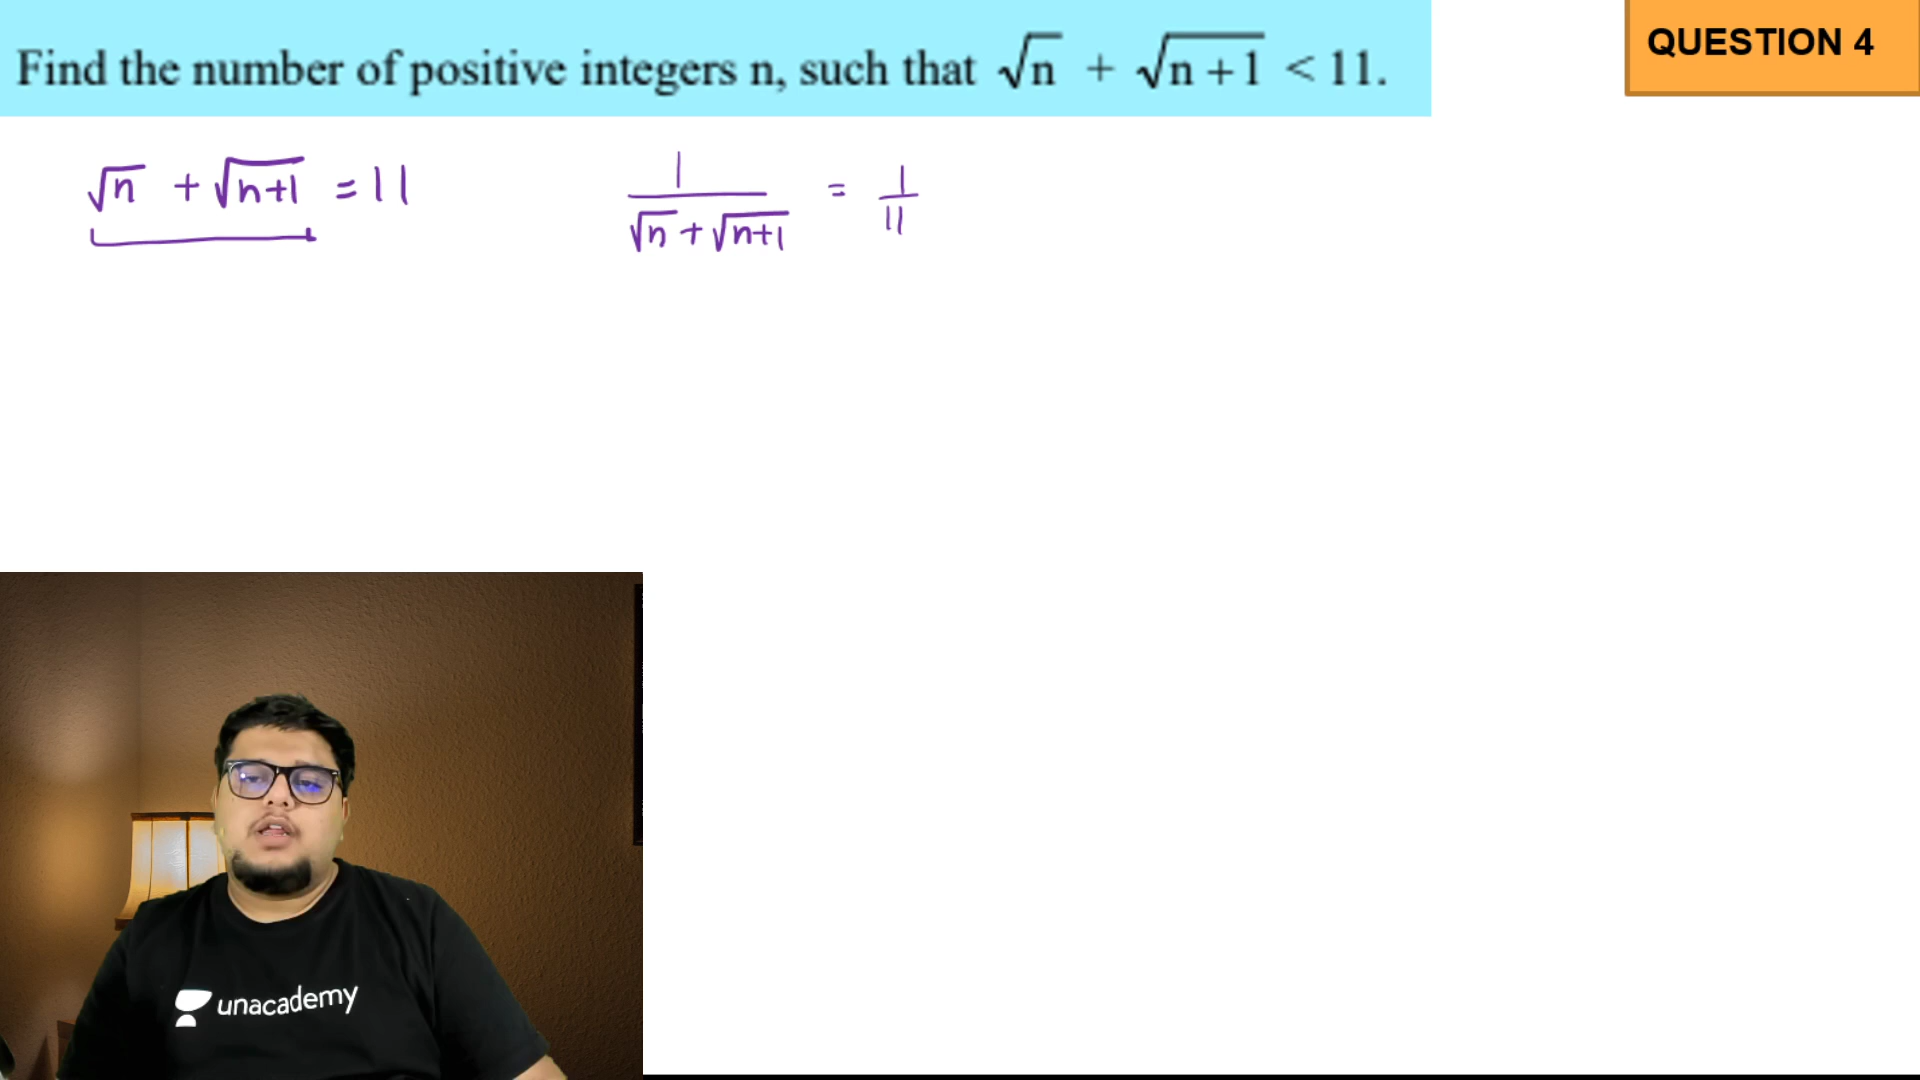 Find the number of positive integers n, such that √n + √(n+1) < 11.
QUESTION 4
√n + √(n+1) = 11
1/(√n + √(n+1)) = 1/11
unacademy